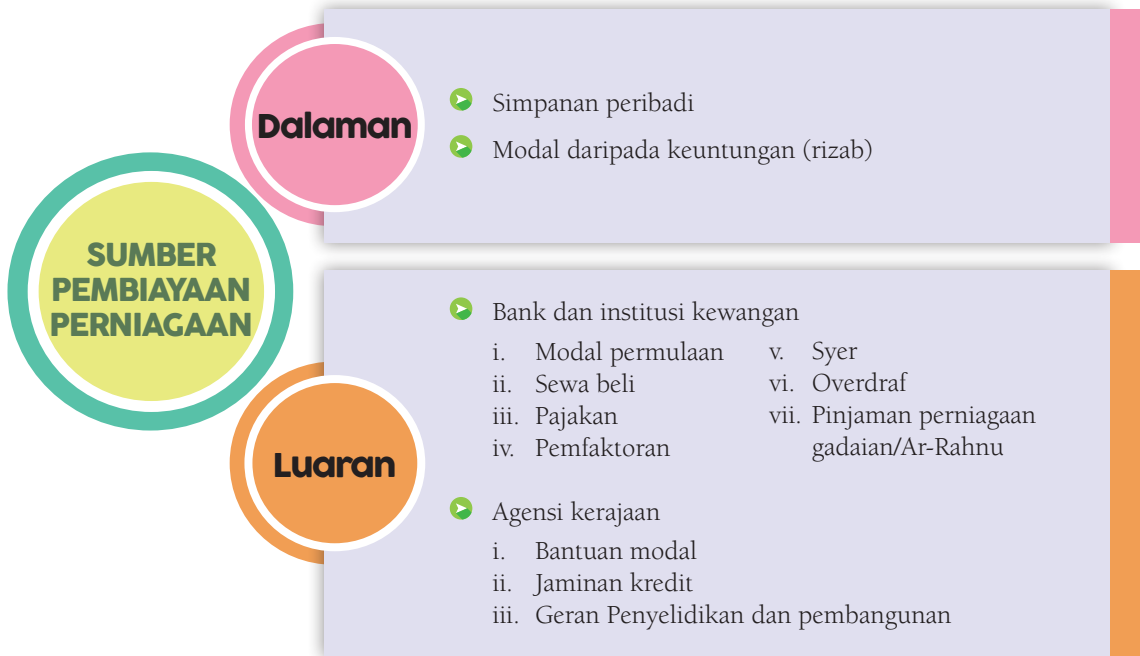 SUMBER
PEMBIAYAAN
PERNIAGAAN
Dalaman
Simpanan peribadi
Modal daripada keuntungan (rizab)
Luaran
Bank dan institusi kewangan
i. Modal permulaan
ii. Sewa beli
iii. Pajakan
iv. Pemfaktoran
v. Syer
vi. Overdraf
vii. Pinjaman perniagaan
gadaian/Ar-Rahnu
Agensi kerajaan
i. Bantuan modal
ii. Jaminan kredit
iii. Geran Penyelidikan dan pembangunan